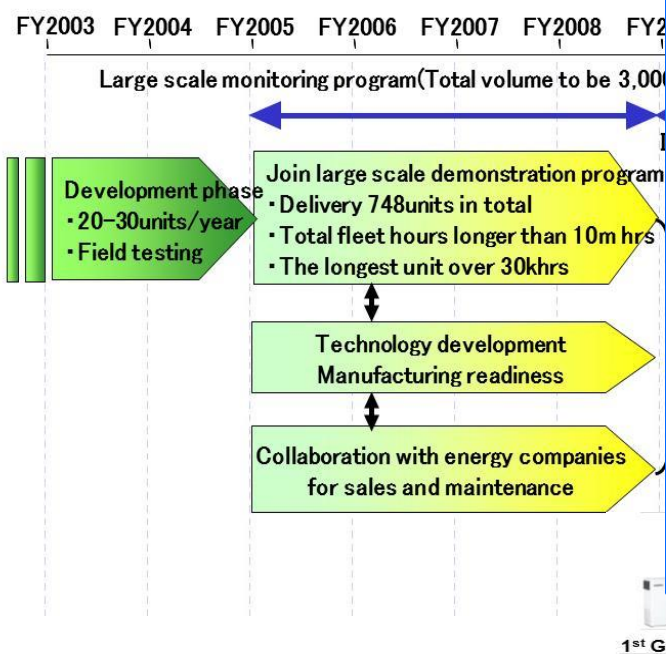 FY2003 FY2004 FY2005 FY2006 FY2007 FY2008 FY2
Large scale monitoring program(Total volume to be 3,00
Development phase
・20-30units/year
・Field testing
Join large scale demonstration program
・Delivery 748units in total
・Total fleet hours longer than 10m hrs
・The longest unit over 30khrs
Technology development
Manufacturing readiness
Collaboration with energy companies
for sales and maintenance
1st G